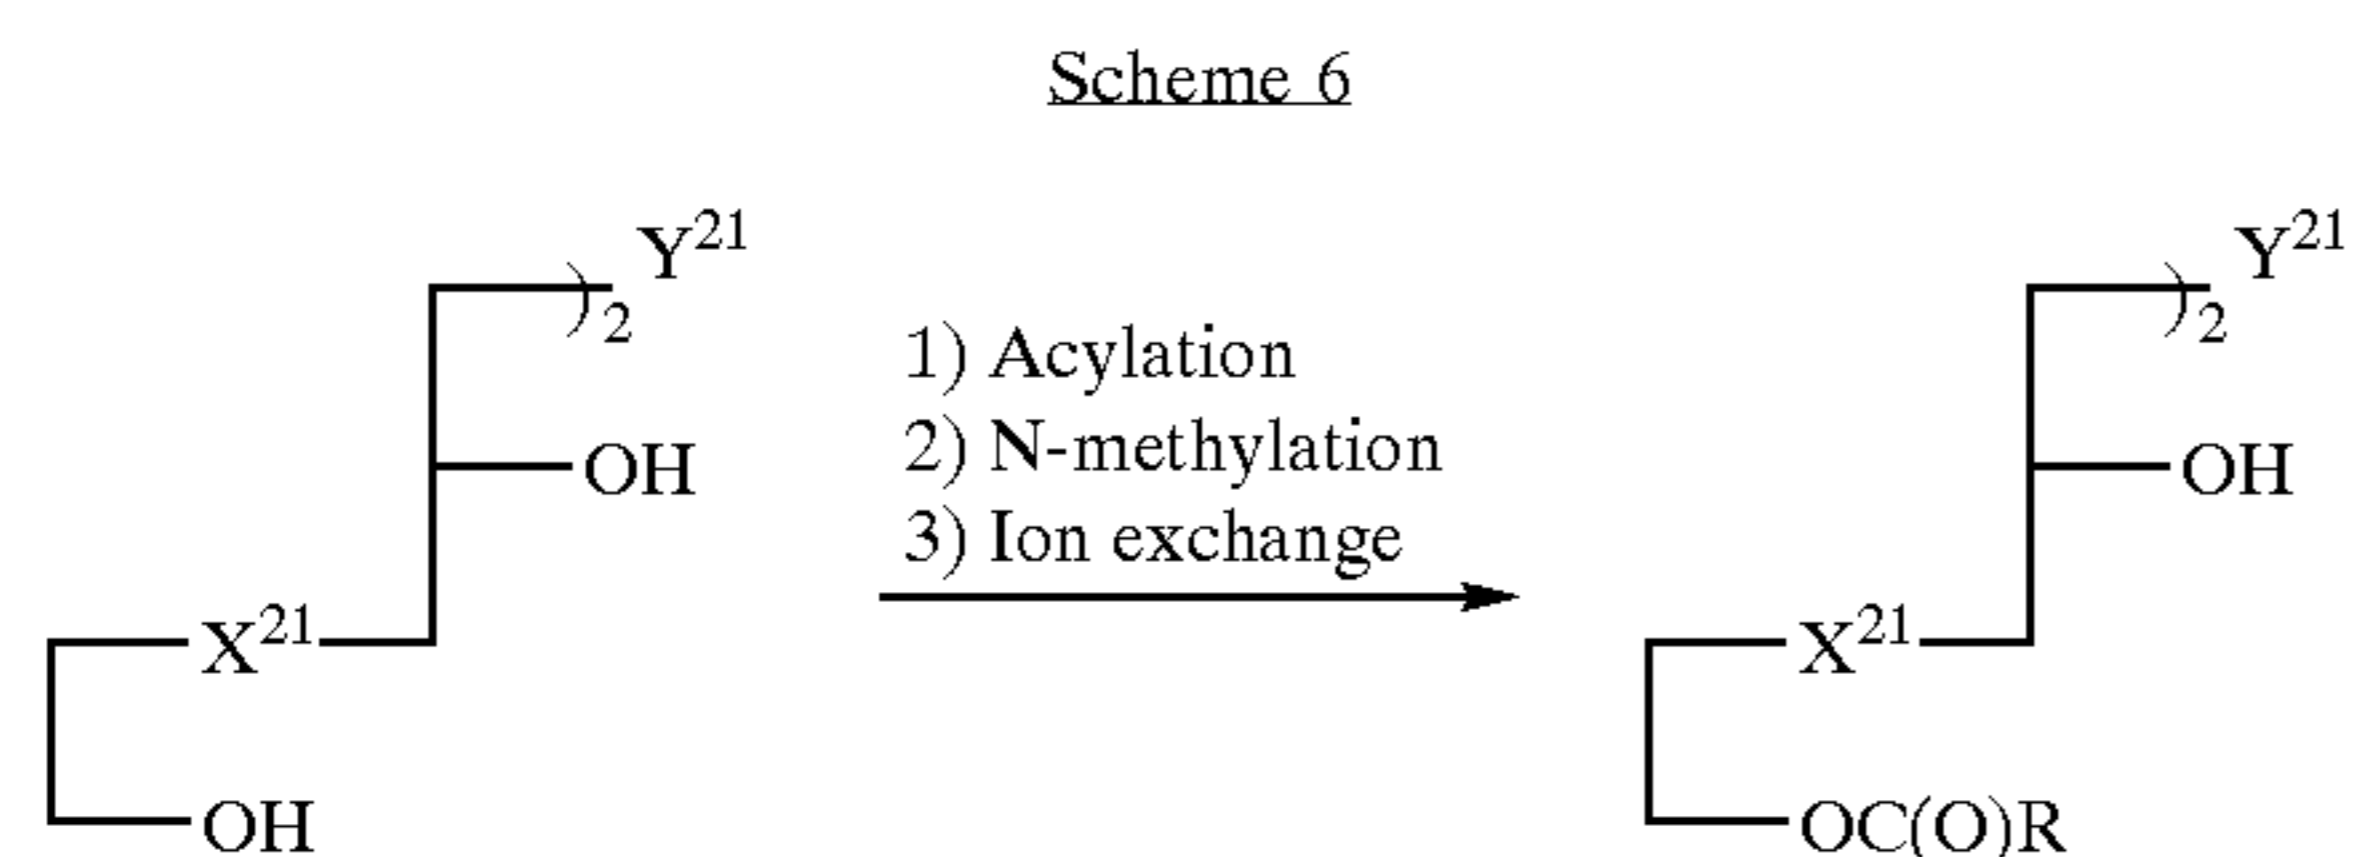 Scheme 6
Y21
)2
OH
X21
OH
1) Acylation
2) N-methylation
3) Ion exchange
Y21
)2
OH
X21
OC(O)R